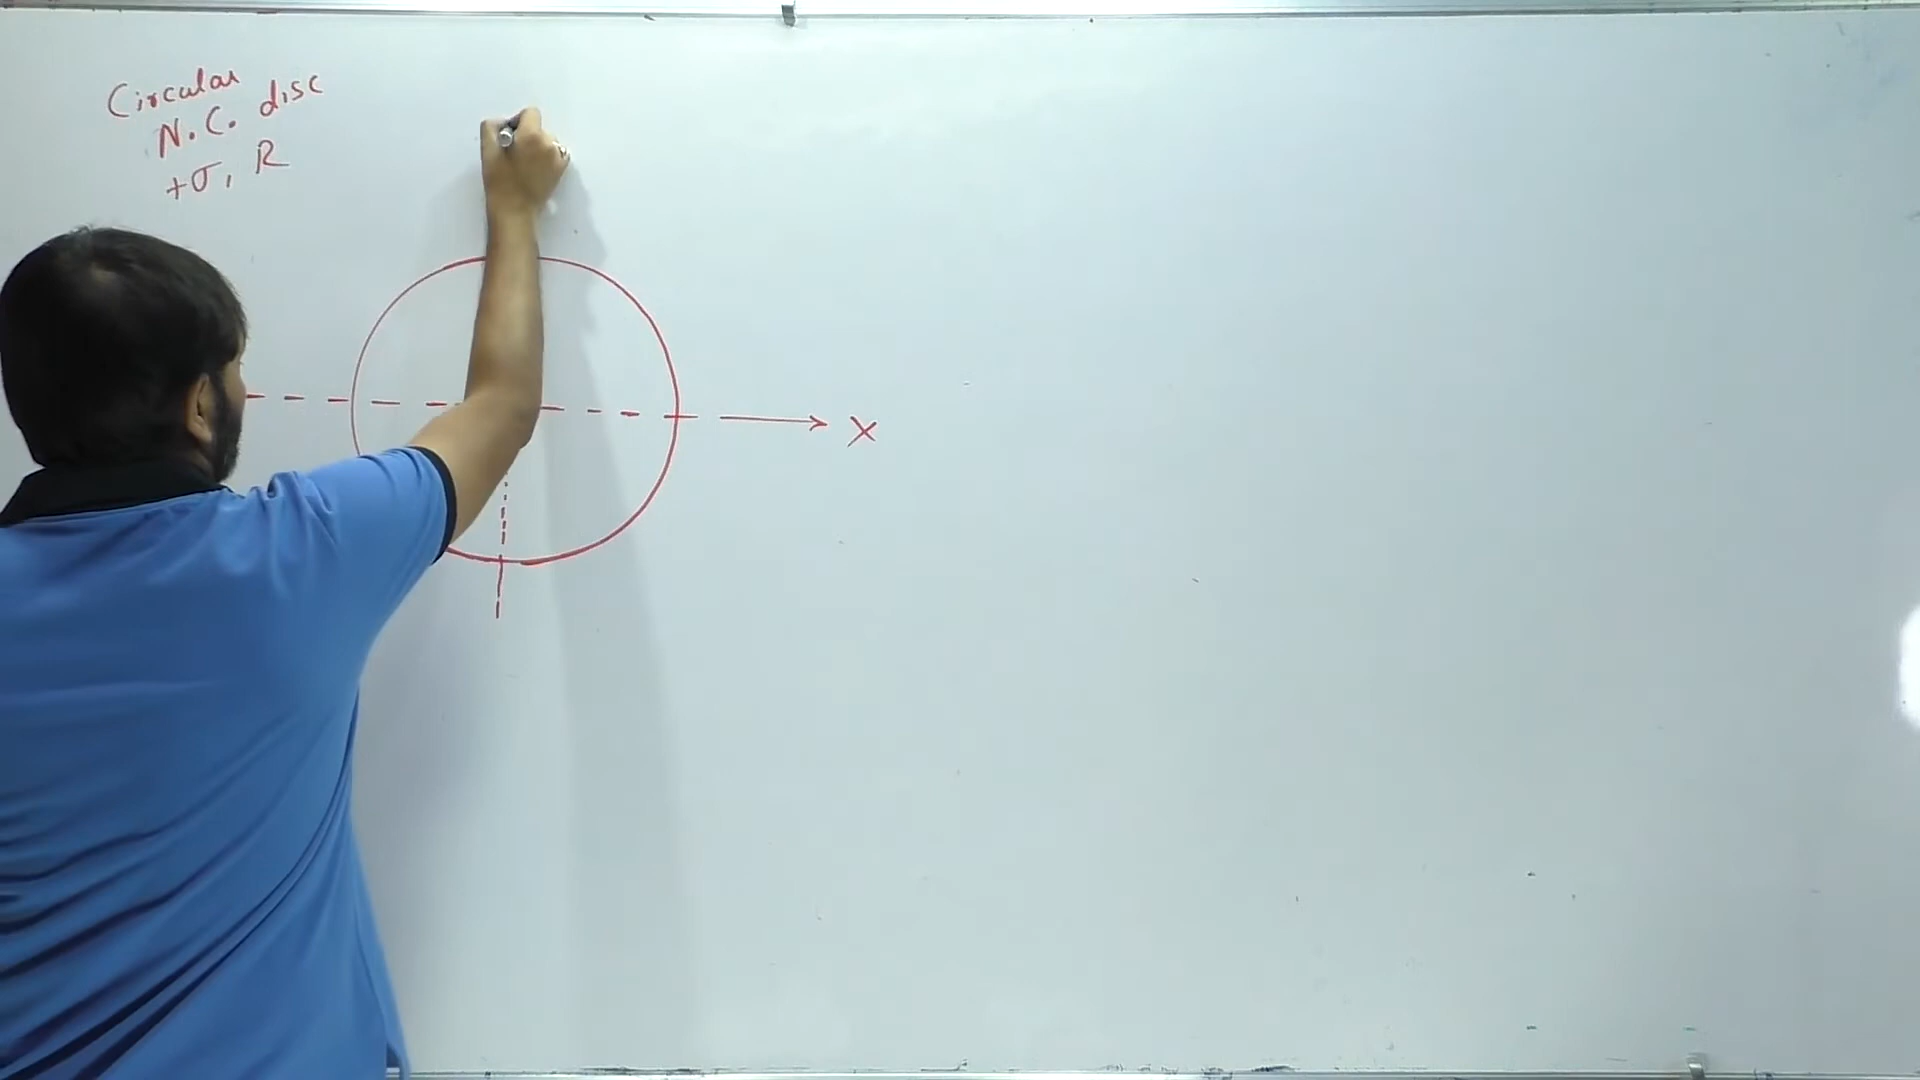 Circular
N.C. disc
+σ, R
X